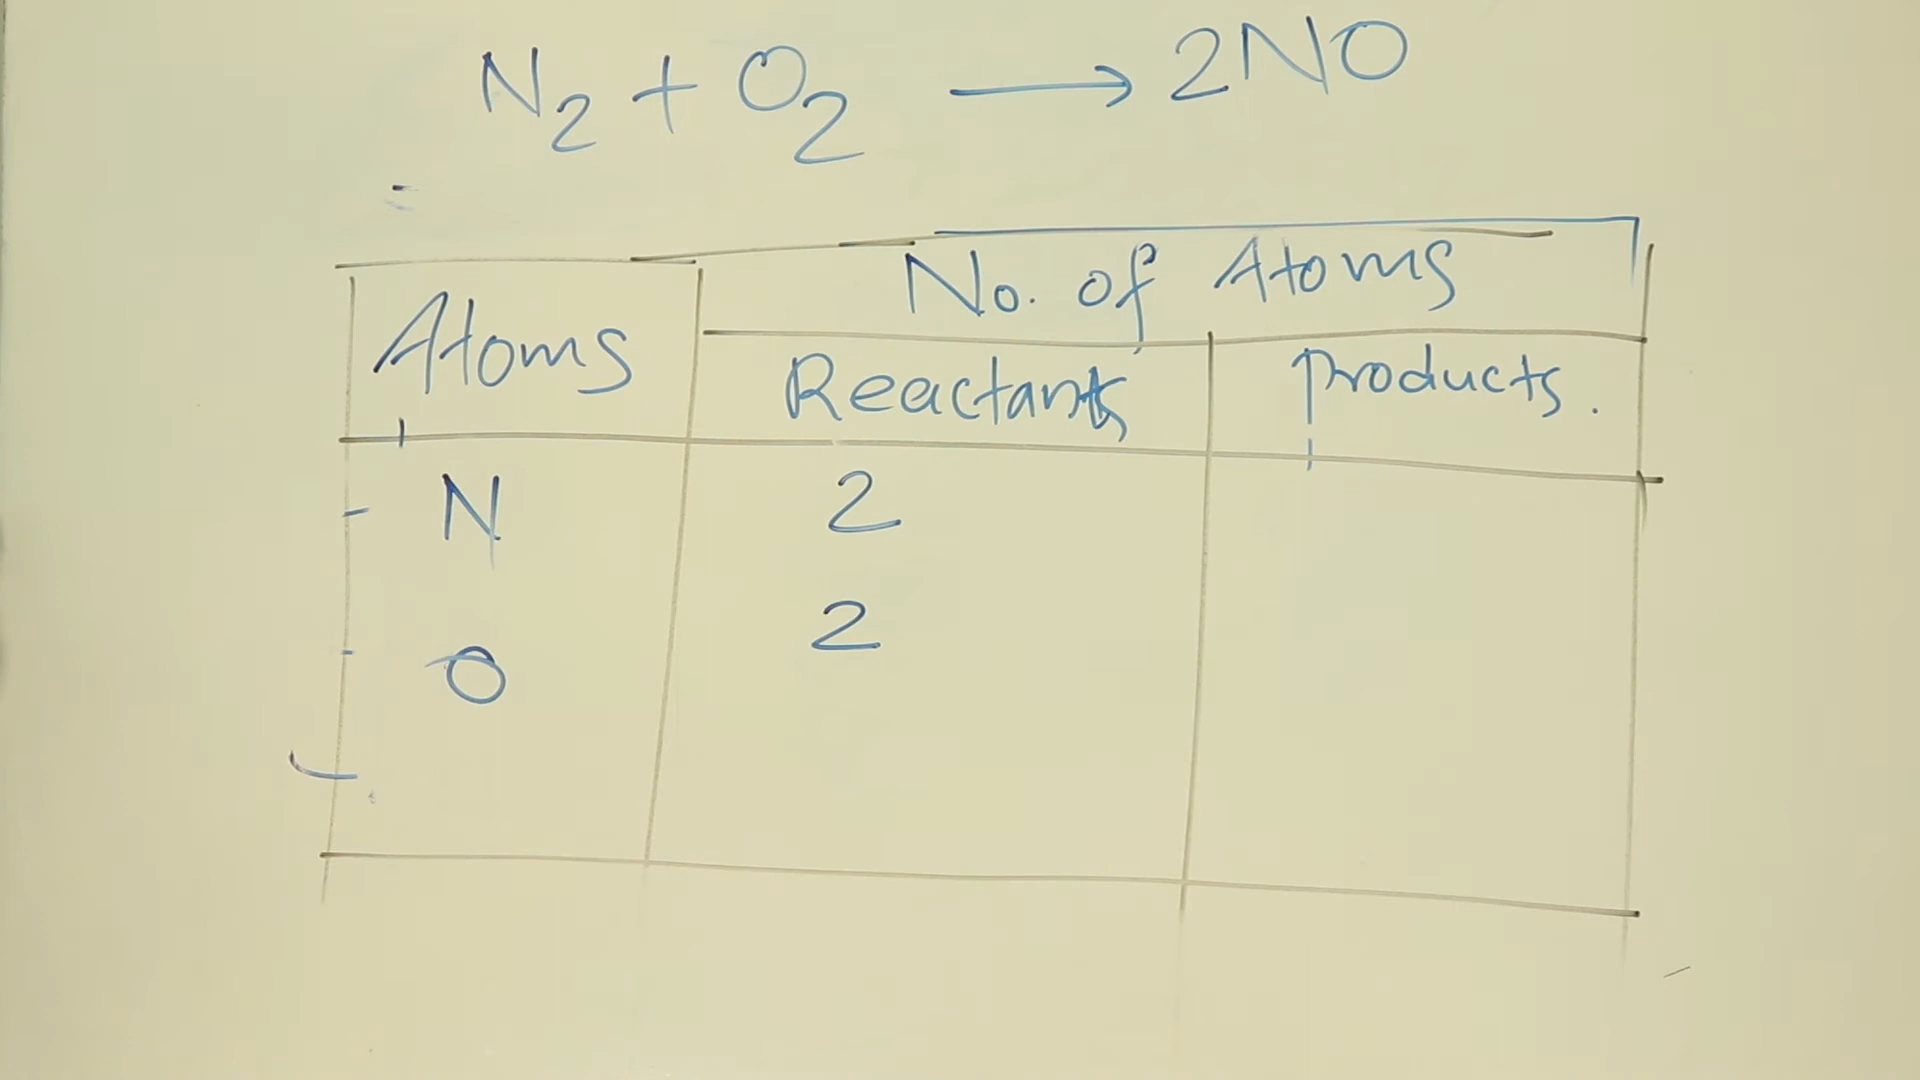 N₂ + O₂ → 2NO
No. of Atoms
Atoms
Reactants
products.
N 2
O 2